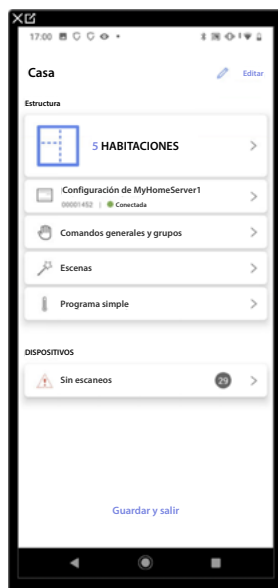 17:00
Casa
Editar
Estructura
5 HABITACIONES
Configuración de MyHomeServer1
00001452 | Conectada
Comandos generales y grupos
Escenas
Programa simple
DISPOSITIVOS
Sin escaneos 29
Guardar y salir